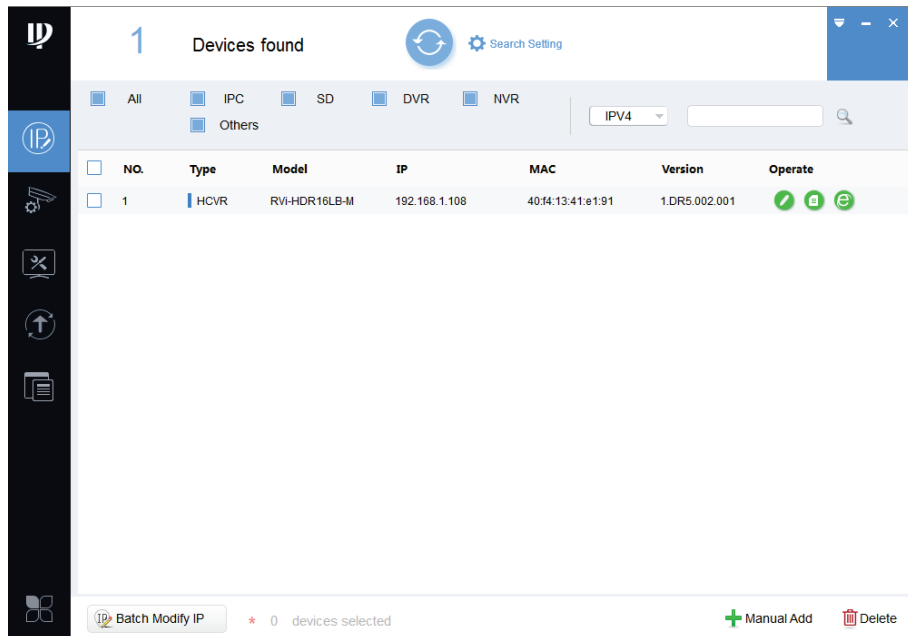 1 Devices found Search Setting
All IPC SD DVR NVR
Others
IPV4
NO. Type Model IP MAC Version Operate
1 HCVR RVi-HDR16LB-M 192.168.1.108 40:f4:13:41:e1:91 1.DR5.002.001
Batch Modify IP * 0 devices selected Manual Add Delete